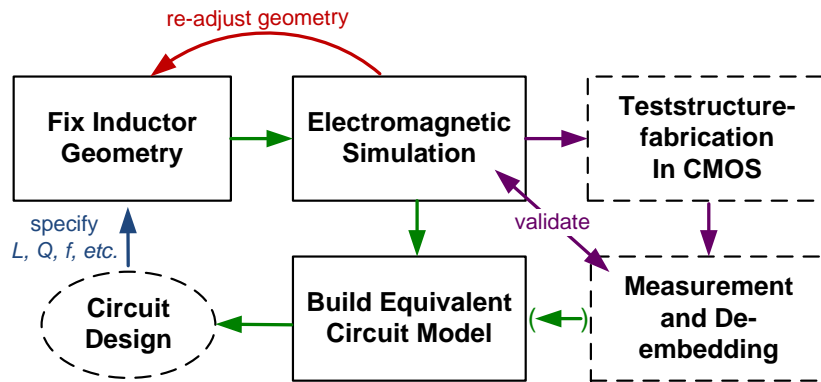 re-adjust geometry
Fix Inductor
Geometry
Electromagnetic
Simulation
Teststructure-
fabrication
In CMOS
specify
L, Q, f, etc.
validate
Circuit
Design
Build Equivalent
Circuit Model
( )
Measurement
and De-
embedding